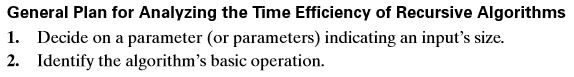 General Plan for Analyzing the Time Efficiency of Recursive Algorithms
1. Decide on a parameter (or parameters) indicating an input’s size.
2. Identify the algorithm’s basic operation.